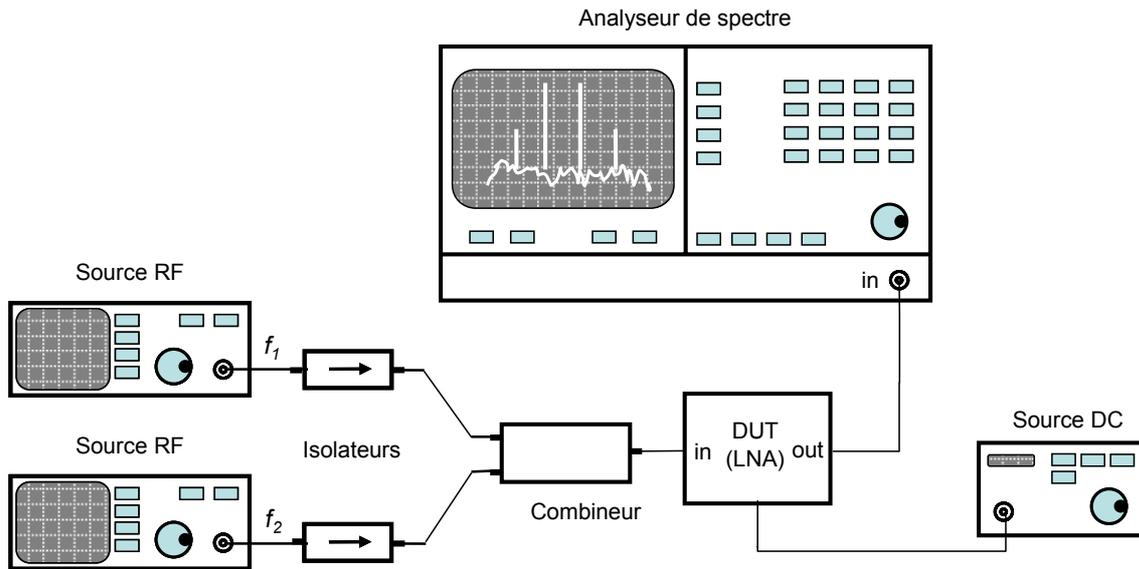 Analyseur de spectre
in
Source RF
f1
Source RF
f2
Isolateurs
Combineur
in
DUT
(LNA)
out
Source DC